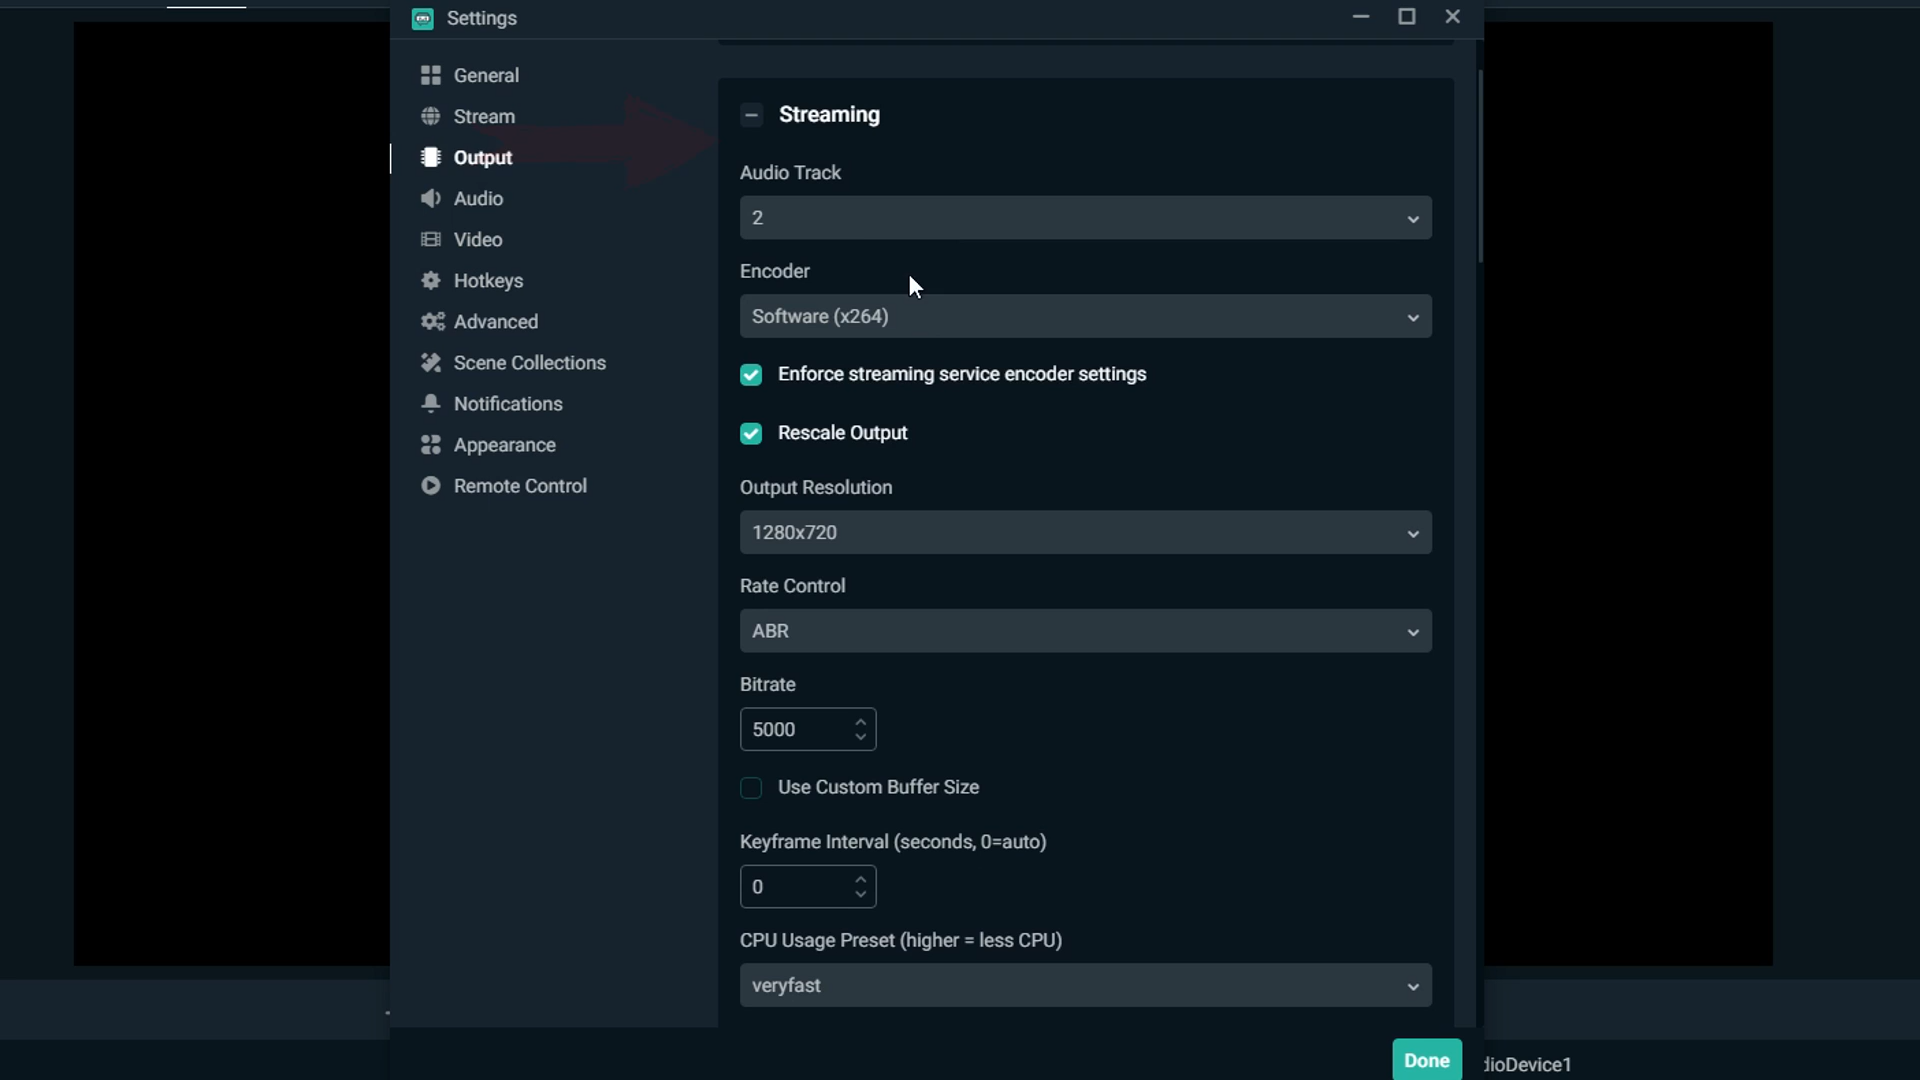 Settings
General
Stream
Output
Audio
Video
Hotkeys
Advanced
Scene Collections
Notifications
Appearance
Remote Control
Streaming
Audio Track
2
Encoder
Software (x264)
Enforce streaming service encoder settings
Rescale Output
Output Resolution
1280x720
Rate Control
ABR
Bitrate
5000
Use Custom Buffer Size
Keyframe Interval (seconds, 0=auto)
0
CPU Usage Preset (higher = less CPU)
veryfast
Done
dioDevice1